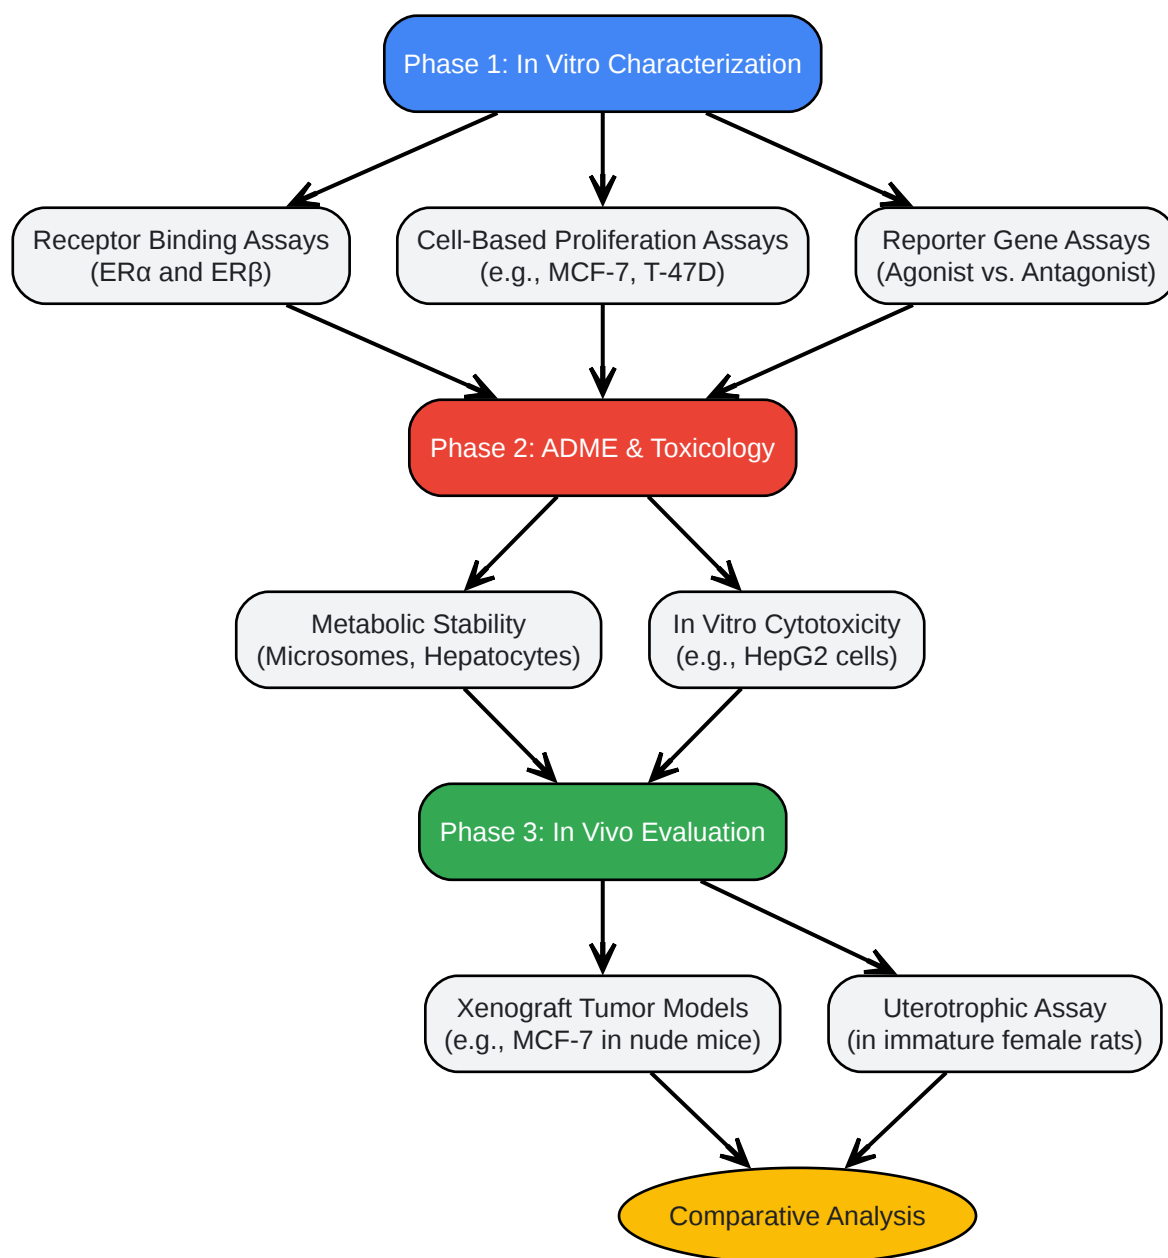 Phase 1: In Vitro Characterization
Receptor Binding Assays
(ERα and ERβ)
Cell-Based Proliferation Assays
(e.g., MCF-7, T-47D)
Reporter Gene Assays
(Agonist vs. Antagonist)
Phase 2: ADME & Toxicology
Metabolic Stability
(Microsomes, Hepatocytes)
In Vitro Cytotoxicity
(e.g., HepG2 cells)
Phase 3: In Vivo Evaluation
Xenograft Tumor Models
(e.g., MCF-7 in nude mice)
Uterotrophic Assay
(in immature female rats)
Comparative Analysis